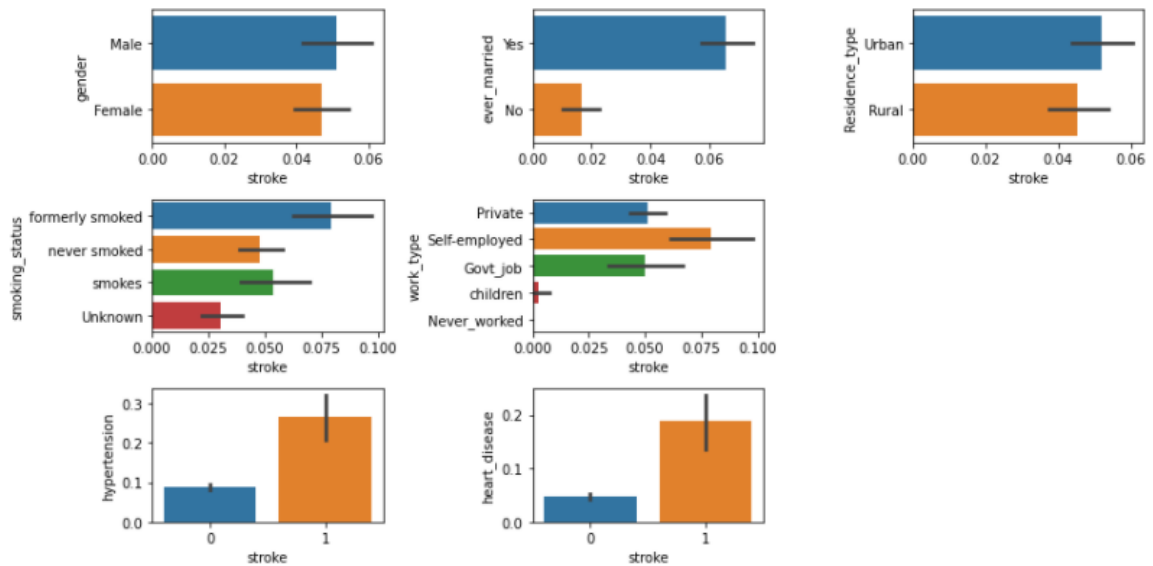 gender
Male
Female
0.00 0.02 0.04 0.06
stroke
ever_married
Yes
No
0.00 0.02 0.04 0.06
stroke
Residence_type
Urban
Rural
0.00 0.02 0.04 0.06
stroke
smoking_status
formerly smoked
never smoked
smokes
Unknown
0.000 0.025 0.050 0.075 0.100
stroke
work_type
Private
Self-employed
Govt_job
children
Never_worked
0.000 0.025 0.050 0.075 0.100
stroke
hypertension
0.3
0.2
0.1
0.0
0 1
stroke
heart_disease
0.2
0.1
0.0
0 1
stroke